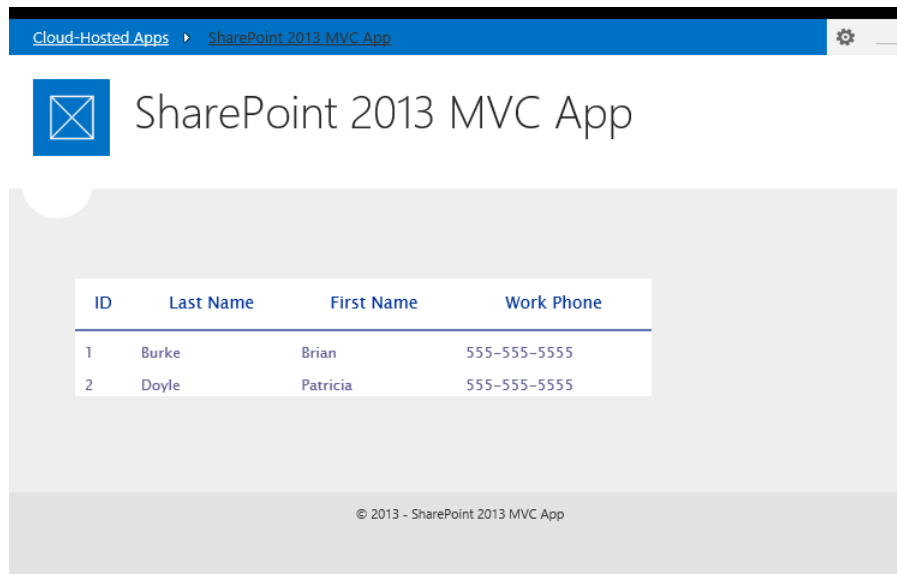 Cloud-Hosted Apps SharePoint 2013 MVC App
SharePoint 2013 MVC App
ID Last Name First Name Work Phone
1 Burke Brian 555-555-5555
2 Doyle Patricia 555-555-5555
© 2013 - SharePoint 2013 MVC App